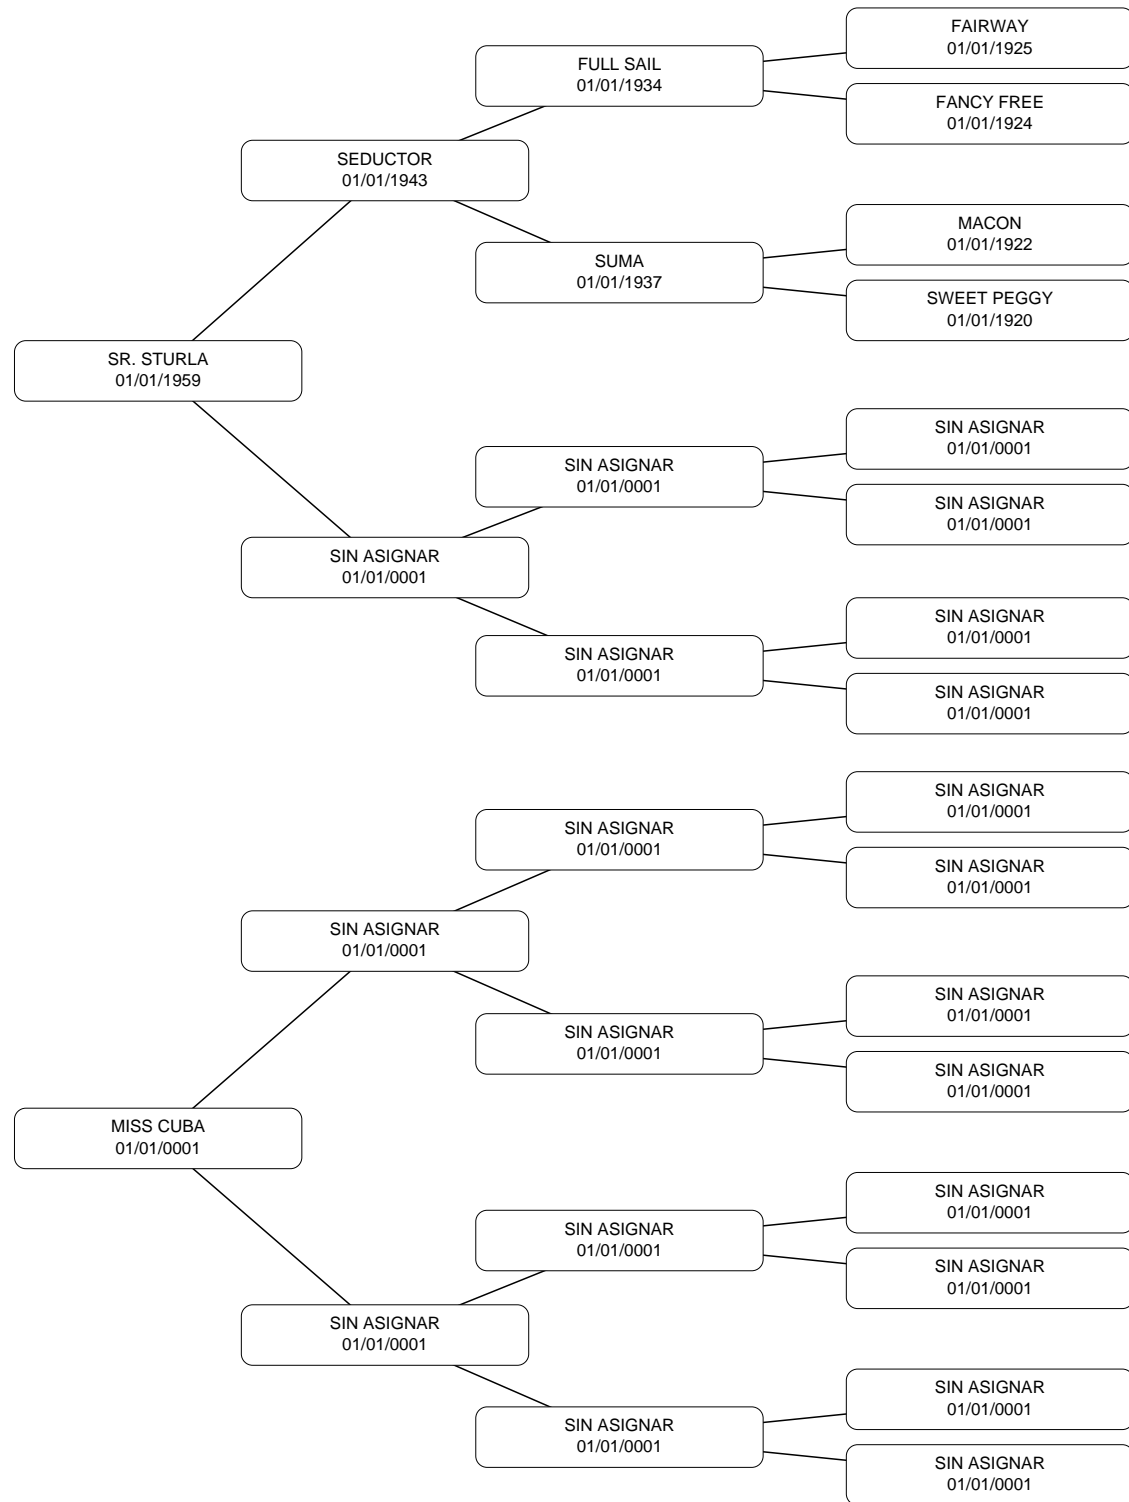 FAIRWAY
01/01/1925
FULL SAIL
01/01/1934
FANCY FREE
01/01/1924
SEDUCTOR
01/01/1943
MACON
01/01/1922
SUMA
01/01/1937
SWEET PEGGY
01/01/1920
SR. STURLA
01/01/1959
SIN ASIGNAR
01/01/0001
SIN ASIGNAR
01/01/0001
SIN ASIGNAR
01/01/0001
SIN ASIGNAR
01/01/0001
SIN ASIGNAR
01/01/0001
SIN ASIGNAR
01/01/0001
SIN ASIGNAR
01/01/0001
SIN ASIGNAR
01/01/0001
SIN ASIGNAR
01/01/0001
SIN ASIGNAR
01/01/0001
SIN ASIGNAR
01/01/0001
SIN ASIGNAR
01/01/0001
SIN ASIGNAR
01/01/0001
SIN ASIGNAR
01/01/0001
MISS CUBA
01/01/0001
SIN ASIGNAR
01/01/0001
SIN ASIGNAR
01/01/0001
SIN ASIGNAR
01/01/0001
SIN ASIGNAR
01/01/0001
SIN ASIGNAR
01/01/0001
SIN ASIGNAR
01/01/0001
SIN ASIGNAR
01/01/0001